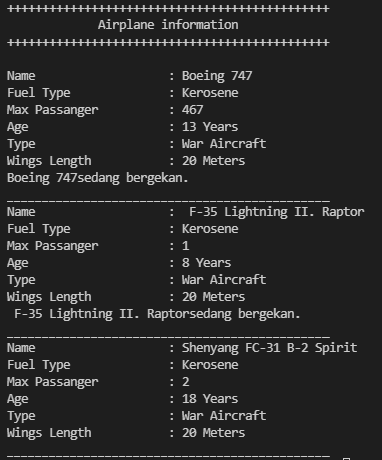 ++++++++++++++++++++++++++++++++++++++++++++++
Airplane information
++++++++++++++++++++++++++++++++++++++++++++++
Name : Boeing 747
Fuel Type : Kerosene
Max Passanger : 467
Age : 13 Years
Type : War Aircraft
Wings Length : 20 Meters
Boeing 747sedang bergekan.
______________________________________________
Name : F-35 Lightning II. Raptor
Fuel Type : Kerosene
Max Passanger : 1
Age : 8 Years
Type : War Aircraft
Wings Length : 20 Meters
F-35 Lightning II. Raptorsedang bergekan.
______________________________________________
Name : Shenyang FC-31 B-2 Spirit
Fuel Type : Kerosene
Max Passanger : 2
Age : 18 Years
Type : War Aircraft
Wings Length : 20 Meters
______________________________________________